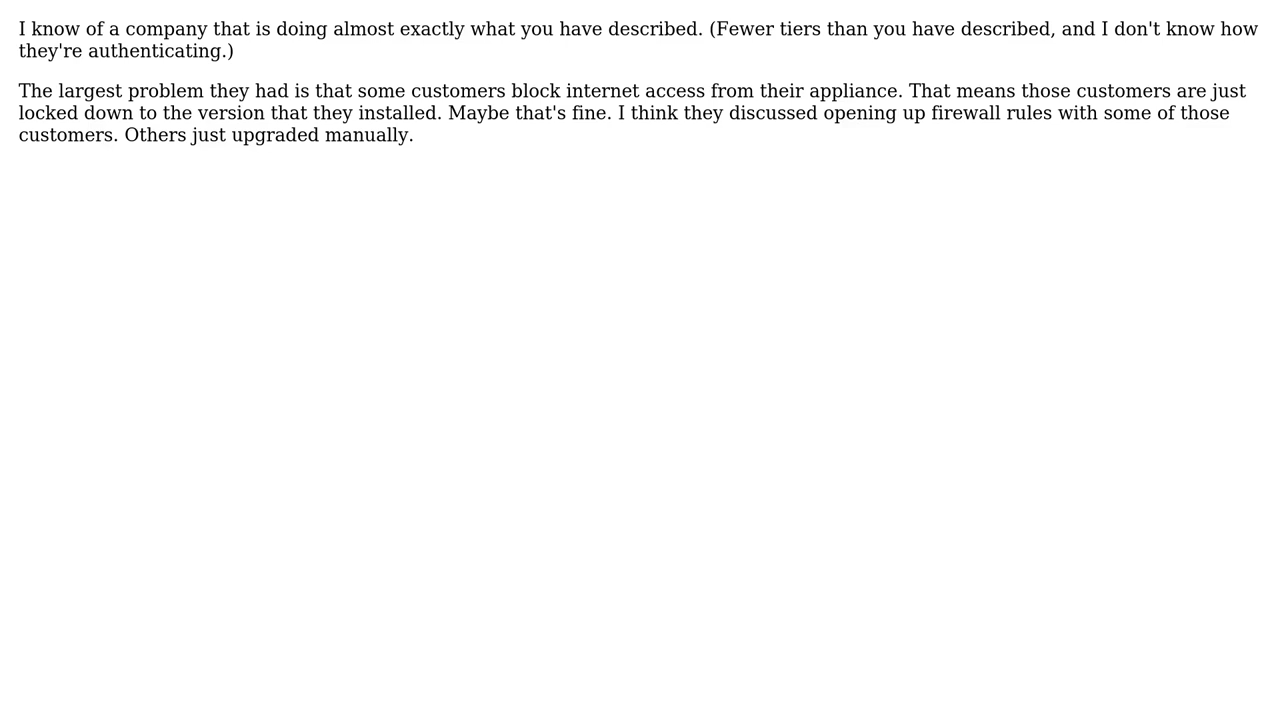 I know of a company that is doing almost exactly what you have described. (Fewer tiers than you have described, and I don't know how
they're authenticating.)
The largest problem they had is that some customers block internet access from their appliance. That means those customers are just
locked down to the version that they installed. Maybe that's fine. I think they discussed opening up firewall rules with some of those
customers. Others just upgraded manually.